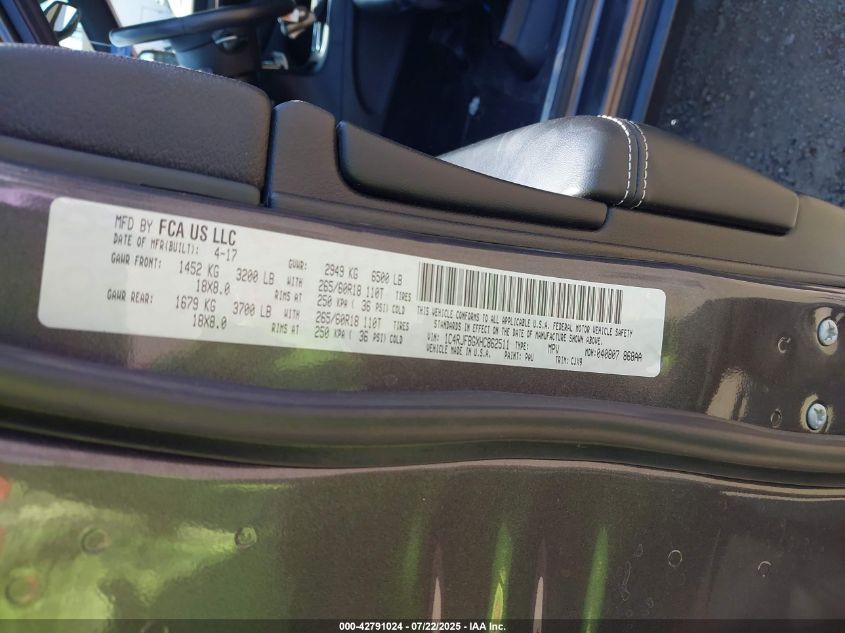 MFD BY FCA US LLC
DATE OF MFR(BUILT): 4-17
GAWR FRONT: 1452 KG 3200 LB WITH
18X8.0 RIMS AT
GAWR REAR: 1679 KG 3700 LB WITH
18X8.0 RIMS AT
GVWR: 2949 KG 6500 LB
265/60R18 110T TIRES
250 KPA ( 36 PSI) COLD
265/60R18 110T TIRES
250 KPA ( 36 PSI) COLD
THIS VEHICLE CONFORMS TO ALL APPLICABLE U.S.A. FEDERAL MOTOR VEHICLE SAFETY
STANDARDS IN EFFECT ON THE DATE OF MANUFACTURE SHOWN ABOVE.
VIN: 1C4RJFBGXHC862511 TYPE: MPV MDH: 040807 868AA
VEHICLE MADE IN U.S.A. PAINT: PAU TRIM: CJX9
000-42791024 - 07/22/2025 - IAA Inc.